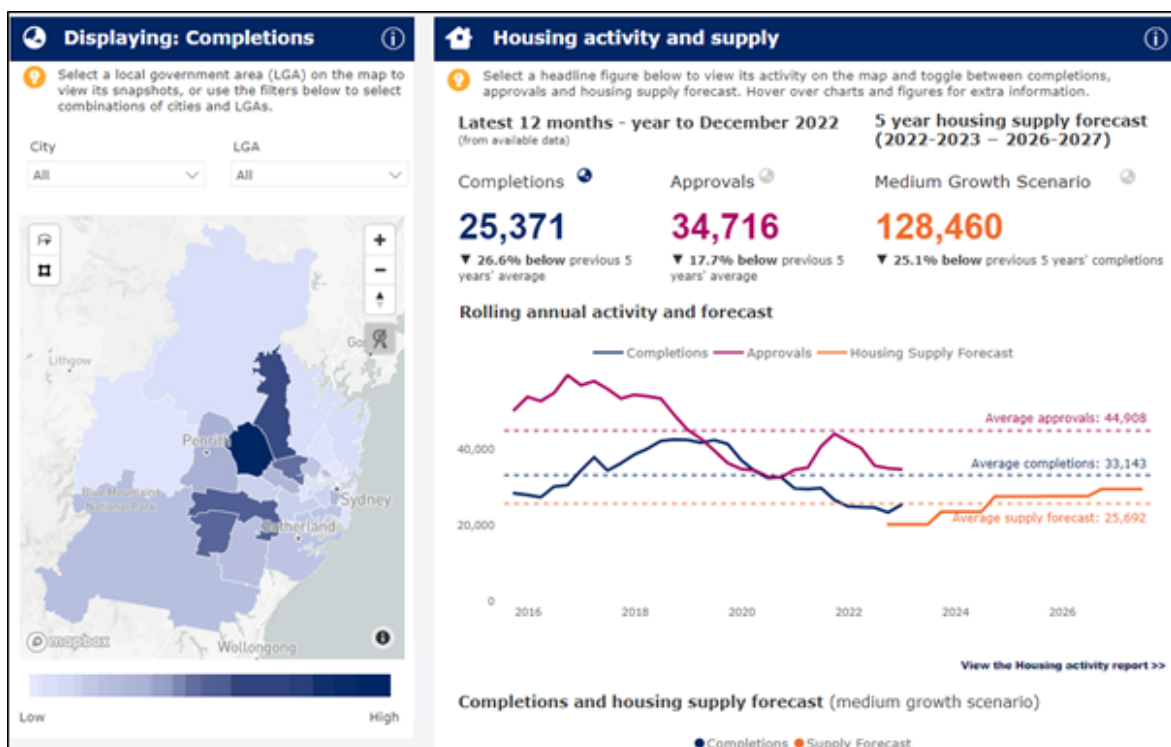 Displaying: Completions
Select a local government area (LGA) on the map to
view its snapshots, or use the filters below to select
combinations of cities and LGAs.
City
LGA
All
All
Lithgow
Penrith
Blue Mountains
National Park
Sydney
Sutherland
Wollongong
mapbox
Low
High
Housing activity and supply
Select a headline figure below to view its activity on the map and toggle between completions,
approvals and housing supply forecast. Hover over charts and figures for extra information.
Latest 12 months - year to December 2022
(from available data)
5 year housing supply forecast
(2022-2023 – 2026-2027)
Completions
Approvals
Medium Growth Scenario
25,371
34,716
128,460
▼ 26.6% below previous 5
years' average
▼ 17.7% below previous 5
years' average
▼ 25.1% below previous 5 years' completions
Rolling annual activity and forecast
Completions
Approvals
Housing Supply Forecast
Average approvals: 44,908
40,000
Average completions: 33,143
20,000
Average supply forecast: 25,692
0
2016
2018
2020
2022
2024
2026
View the Housing activity report >>
Completions and housing supply forecast (medium growth scenario)
Completions
Supply Forecast